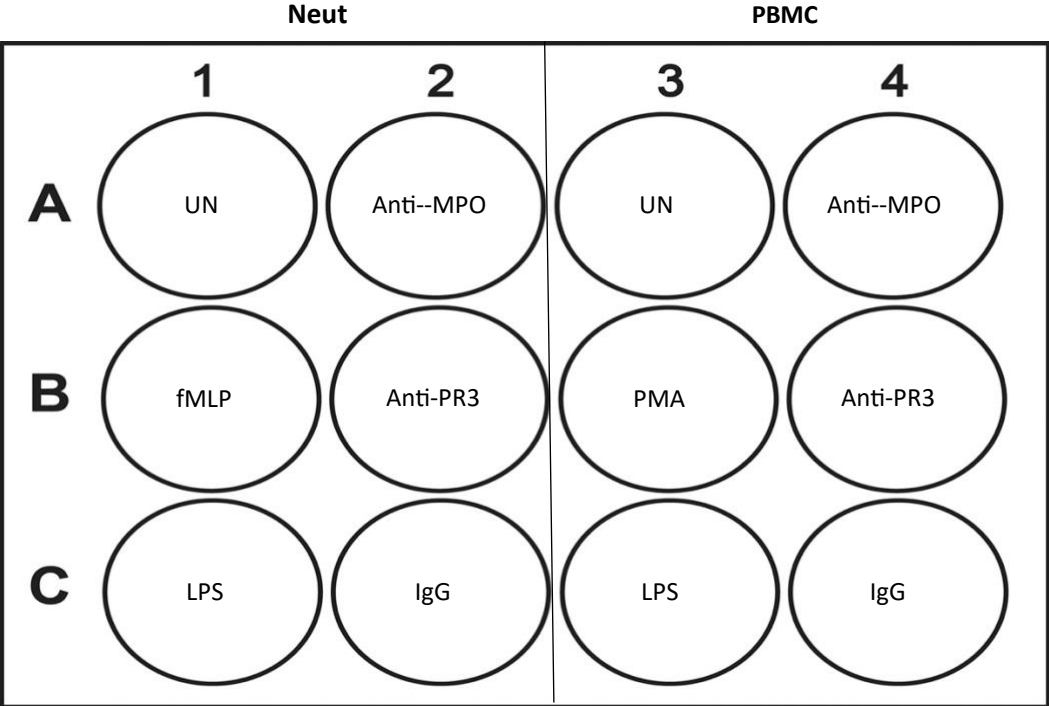 Neut PBMC
1 2 3 4
A UN Anti--MPO UN Anti--MPO
B fMLP Anti-PR3 PMA Anti-PR3
C LPS IgG LPS IgG